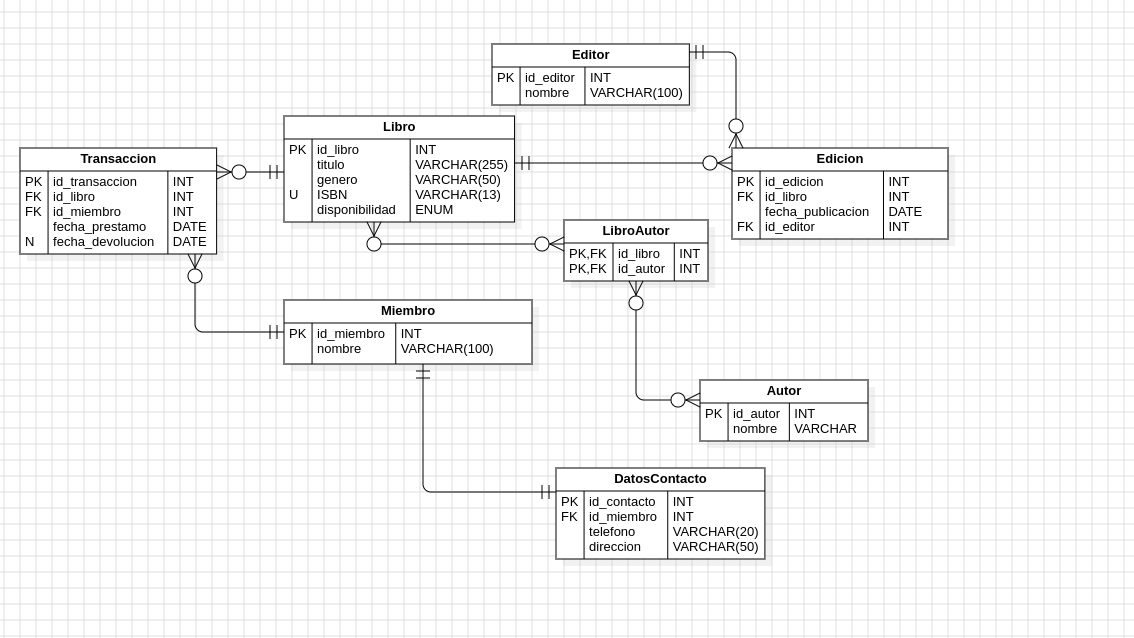 Editor
PK id_editor INT
nombre VARCHAR(100)
Libro
PK id_libro INT
titulo VARCHAR(255)
genero VARCHAR(50)
U ISBN VARCHAR(13)
disponibilidad ENUM
Transaccion
PK id_transaccion INT
FK id_libro INT
FK id_miembro INT
fecha_prestamo DATE
N fecha_devolucion DATE
Edicion
PK id_edicion INT
FK id_libro INT
fecha_publicacion DATE
FK id_editor INT
LibroAutor
PK,FK id_libro INT
PK,FK id_autor INT
Miembro
PK id_miembro INT
nombre VARCHAR(100)
Autor
PK id_autor INT
nombre VARCHAR
DatosContacto
PK id_contacto INT
FK id_miembro INT
telefono VARCHAR(20)
direccion VARCHAR(50)